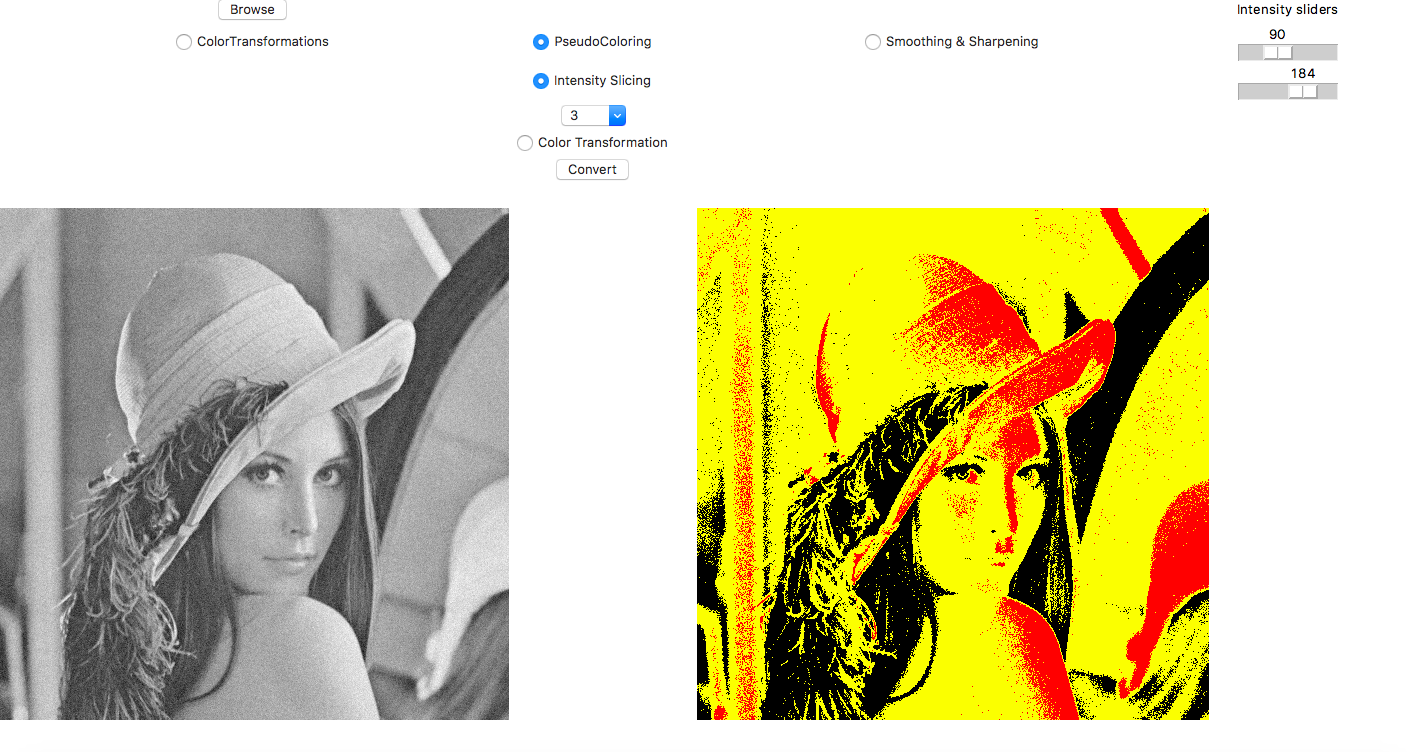 Browse
Intensity sliders
ColorTransformations
PseudoColoring
Smoothing & Sharpening
90
184
Intensity Slicing
3
Color Transformation
Convert